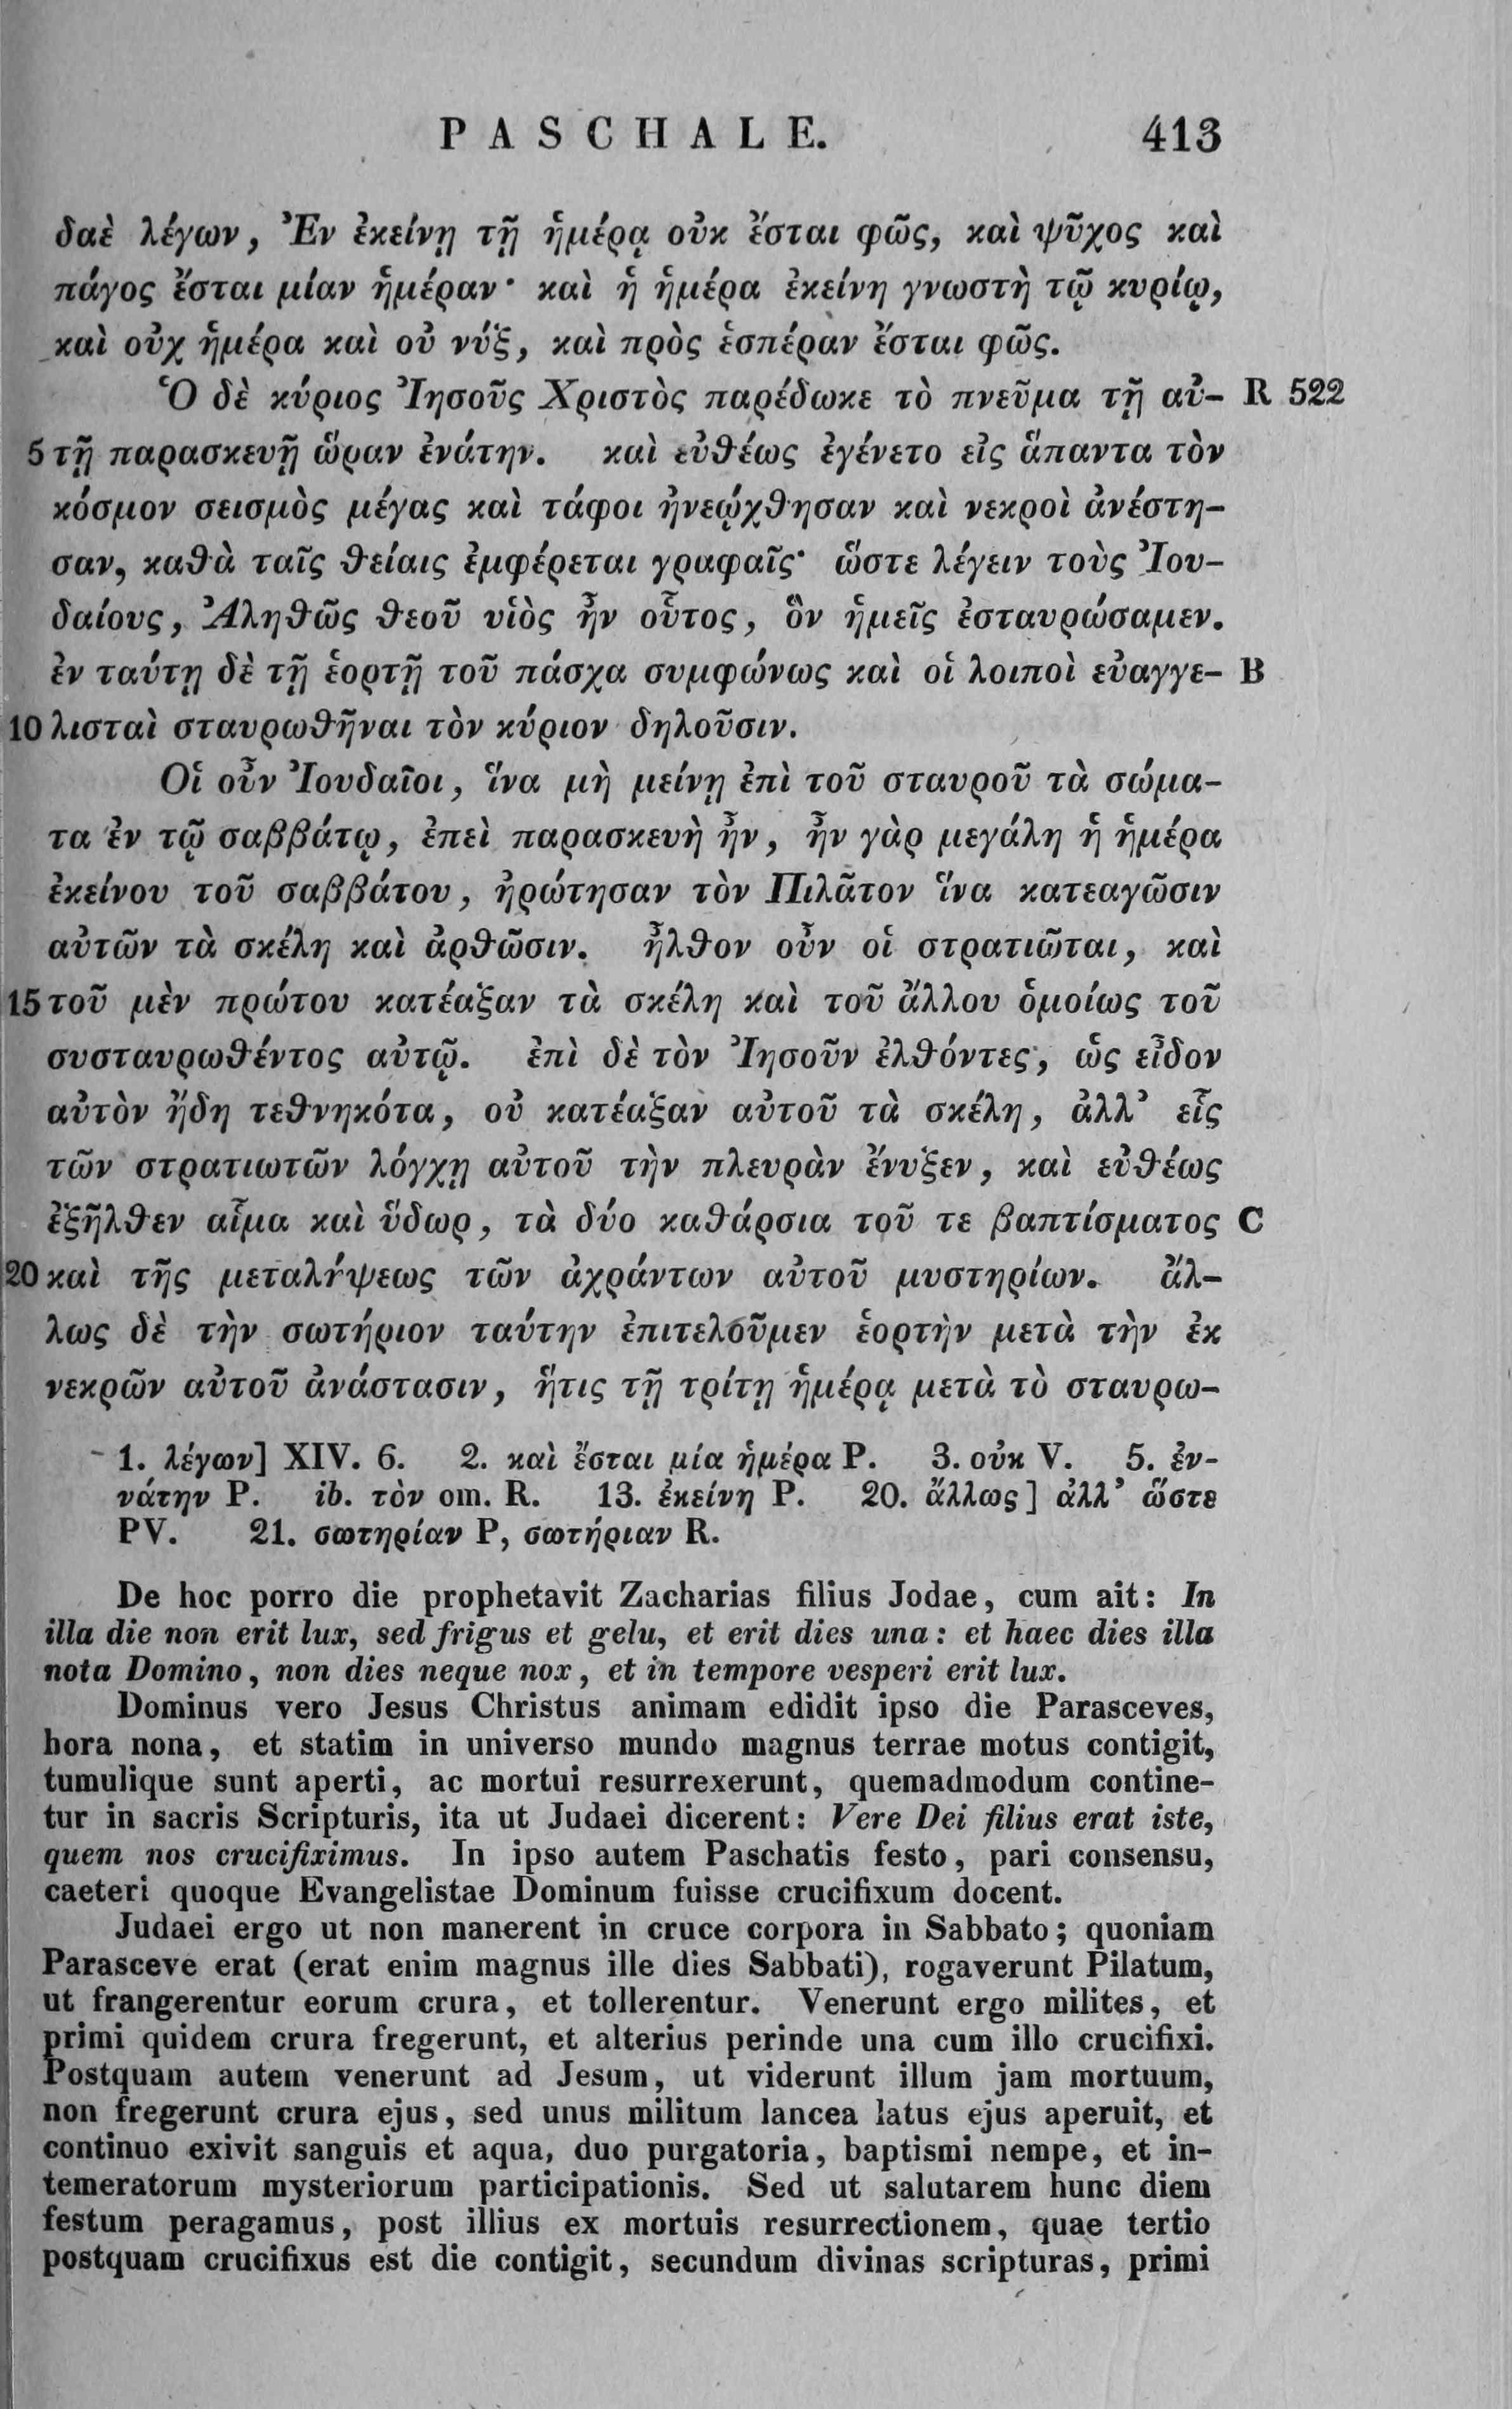 PASCHALE. 413
δαὲ λέγων, Ἐν ἐκείνῃ τῇ ἡμέρᾳ οὐκ ἔσται φῶς, καὶ ψῦχος καὶ
πάγος ἔσται μίαν ἡμέραν· καὶ ἡ ἡμέρα ἐκείνη γνωστὴ τῷ κυρίῳ,
καὶ οὐχ ἡμέρα καὶ οὐ νύξ, καὶ πρὸς ἑσπέραν ἔσται φῶς.
Ὁ δὲ κύριος Ἰησοῦς Χριστὸς παρέδωκε τὸ πνεῦμα τῇ αὐ- R 522
5 τῇ παρασκευῇ ὥραν ἐνάτην. καὶ εὐθέως ἐγένετο εἰς ἅπαντα τὸν
κόσμον σεισμὸς μέγας καὶ τάφοι ἠνεῴχθησαν καὶ νεκροὶ ἀνέστη-
σαν, καθὰ ταῖς θείαις ἐμφέρεται γραφαῖς· ὥστε λέγειν τοὺς Ἰου-
δαίους, Ἀληθῶς θεοῦ υἱὸς ἦν οὗτος, ὃν ἡμεῖς ἐσταυρώσαμεν.
ἐν ταύτῃ δὲ τῇ ἑορτῇ τοῦ πάσχα συμφώνως καὶ οἱ λοιποὶ εὐαγγε- B
10 λισταὶ σταυρωθῆναι τὸν κύριον δηλοῦσιν.
Οἱ οὖν Ἰουδαῖοι, ἵνα μὴ μείνῃ ἐπὶ τοῦ σταυροῦ τὰ σώμα-
τα ἐν τῷ σαββάτῳ, ἐπεὶ παρασκευὴ ἦν, ἦν γὰρ μεγάλη ἡ ἡμέρα
ἐκείνου τοῦ σαββάτου, ἠρώτησαν τὸν Πιλᾶτον ἵνα κατεαγῶσιν
αὐτῶν τὰ σκέλη καὶ ἀρθῶσιν. ἦλθον οὖν οἱ στρατιῶται, καὶ
15 τοῦ μὲν πρώτου κατέαξαν τὰ σκέλη καὶ τοῦ ἄλλου ὁμοίως τοῦ
συσταυρωθέντος αὐτῷ. ἐπὶ δὲ τὸν Ἰησοῦν ἐλθόντες, ὡς εἶδον
αὐτὸν ἤδη τεθνηκότα, οὐ κατέαξαν αὐτοῦ τὰ σκέλη, ἀλλ’ εἷς
τῶν στρατιωτῶν λόγχῃ αὐτοῦ τὴν πλευρὰν ἔνυξεν, καὶ εὐθέως
ἐξῆλθεν αἷμα καὶ ὕδωρ, τὰ δύο καθάρσια τοῦ τε βαπτίσματος C
20 καὶ τῆς μεταλήψεως τῶν ἀχράντων αὐτοῦ μυστηρίων. ἄλ-
λως δὲ τὴν σωτήριον ταύτην ἐπιτελοῦμεν ἑορτὴν μετὰ τὴν ἐκ
νεκρῶν αὐτοῦ ἀνάστασιν, ἥτις τῇ τρίτῃ ἡμέρᾳ μετὰ τὸ σταυρω-
1. λέγων] XIV. 6. 2. καὶ ἔσται μία ἡμέρα P. 3. οὐκ V. 5. ἐν-
νάτην P. ib. τὸν om. R. 13. ἐκείνη P. 20. ἄλλως] ἀλλ’ ὥστε
PV. 21. σωτηρίαν P, σωτήριαν R.
De hoc porro die prophetavit Zacharias filius Jodae, cum ait: In
illa die non erit lux, sed frigus et gelu, et erit dies una: et haec dies illa
nota Domino, non dies neque nox, et in tempore vesperi erit lux.
Dominus vero Jesus Christus animam edidit ipso die Parasceves,
hora nona, et statim in universo mundo magnus terrae motus contigit,
tumulique sunt aperti, ac mortui resurrexerunt, quemadmodum contine-
tur in sacris Scripturis, ita ut Judaei dicerent: Vere Dei filius erat iste,
quem nos crucifiximus. In ipso autem Paschatis festo, pari consensu,
caeteri quoque Evangelistae Dominum fuisse crucifixum docent.
Judaei ergo ut non manerent in cruce corpora in Sabbato; quoniam
Parasceve erat (erat enim magnus ille dies Sabbati), rogaverunt Pilatum,
ut frangerentur eorum crura, et tollerentur. Venerunt ergo milites, et
primi quidem crura fregerunt, et alterius perinde una cum illo crucifixi.
Postquam autem venerunt ad Jesum, ut viderunt illum jam mortuum,
non fregerunt crura ejus, sed unus militum lancea latus ejus aperuit, et
continuo exivit sanguis et aqua, duo purgatoria, baptismi nempe, et in-
temeratorum mysteriorum participationis. Sed ut salutarem hunc diem
festum peragamus, post illius ex mortuis resurrectionem, quae tertio
postquam crucifixus est die contigit, secundum divinas scripturas, primi